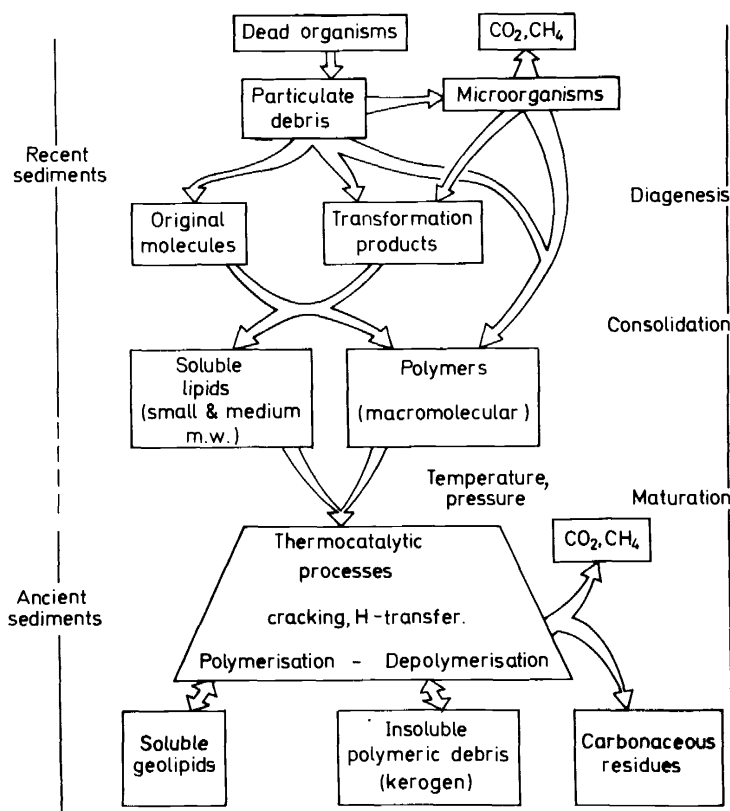 Dead organisms
CO2,CH4
Particulate
debris
Microorganisms
Recent
sediments
Diagenesis
Original
molecules
Transformation
products
Consolidation
Soluble
lipids
(small & medium
m.w.)
Polymers
(macromolecular)
Temperature,
pressure
Maturation
Thermocatalytic
processes
cracking, H-transfer.
Polymerisation - Depolymerisation
CO2,CH4
Ancient
sediments
Soluble
geolipids
Insoluble
polymeric debris
(kerogen)
Carbonaceous
residues